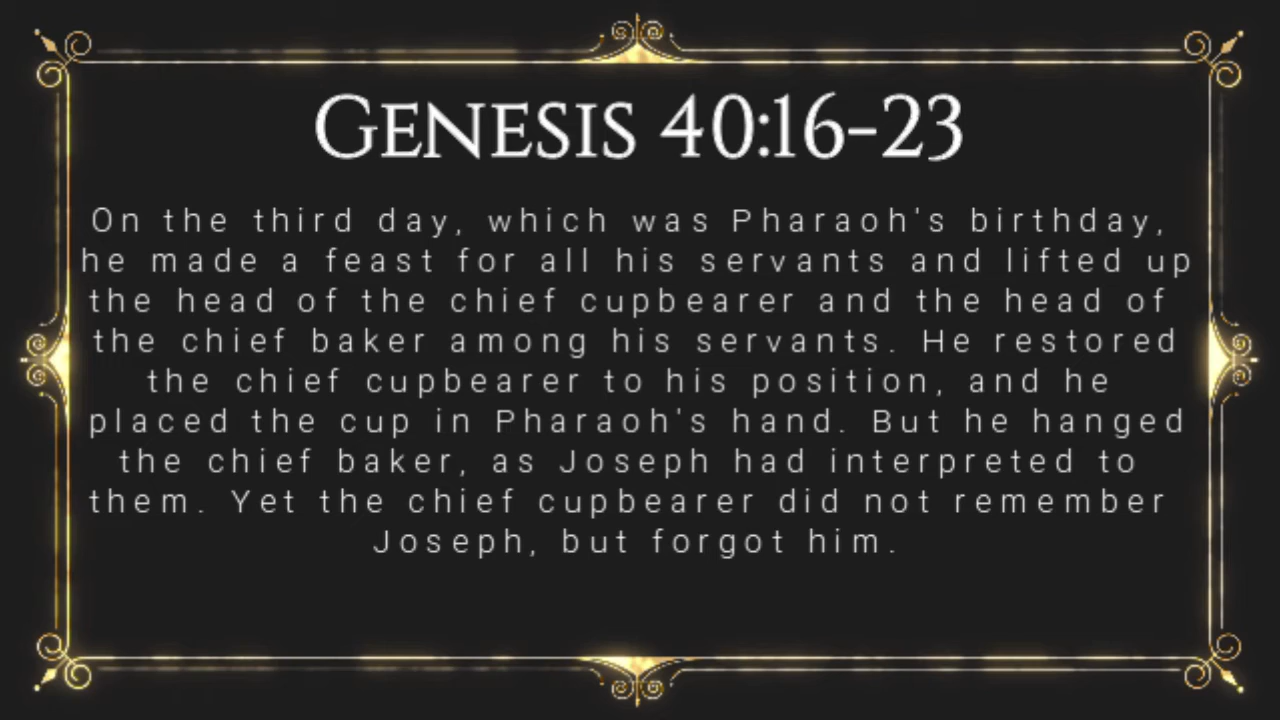 Genesis 40:16-23
On the third day, which was Pharaoh's birthday,
he made a feast for all his servants and lifted up
the head of the chief cupbearer and the head of
the chief baker among his servants. He restored
the chief cupbearer to his position, and he
placed the cup in Pharaoh's hand. But he hanged
the chief baker, as Joseph had interpreted to
them. Yet the chief cupbearer did not remember
Joseph, but forgot him.